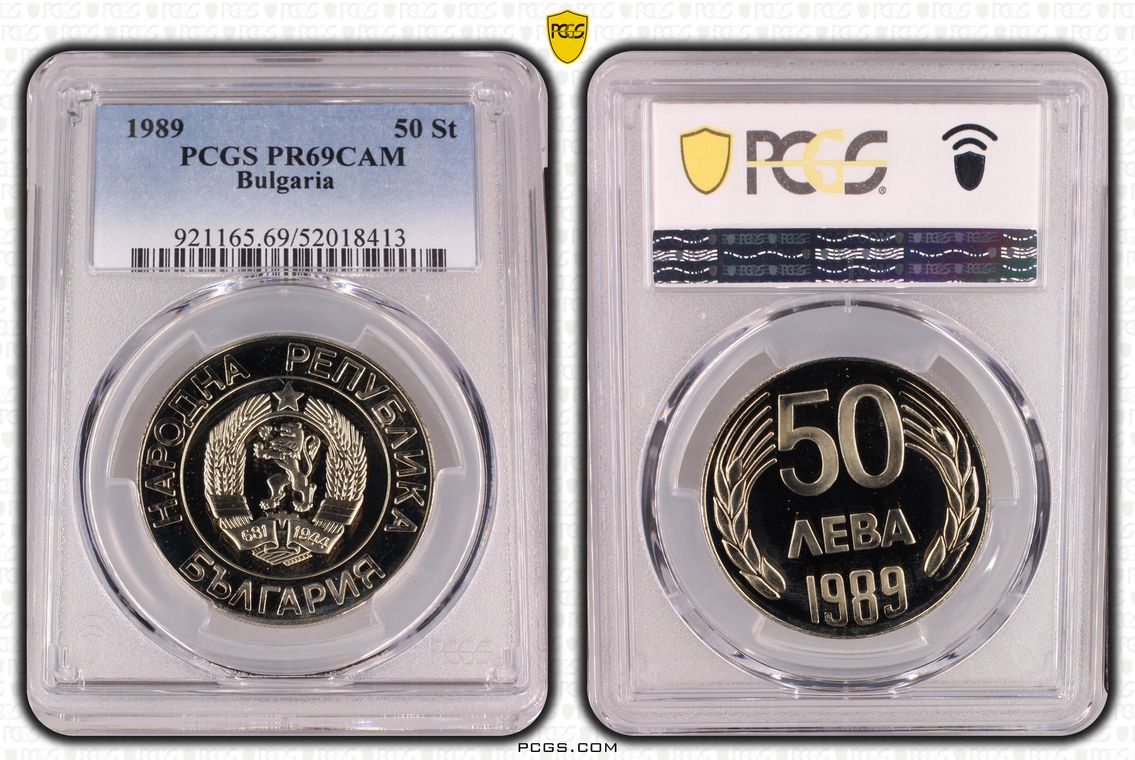 PCGS
1989 50 St
PCGS PR69CAM
Bulgaria
921165.69/52018413
НАРОДНА РЕПУБЛИКА
БЪЛГАРИЯ
681 1944
PCGS
PCGS
50
ЛЕВА
1989
PCGS.COM